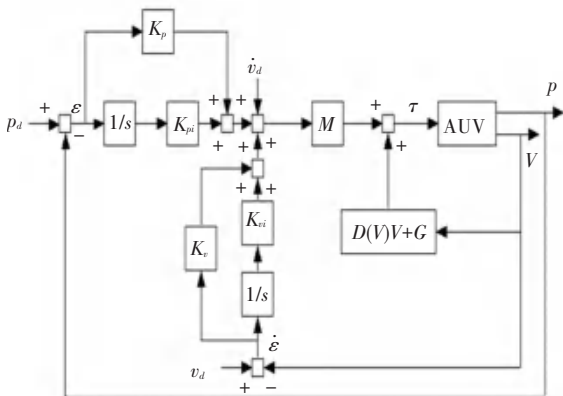 K_p
v̇_d
p_d
+
−
ε
1/s
K_pi
+
+
+
+
+
M
+
τ
+
AUV
p
V
+
+
K_v
K_vi
D(V)V+G
1/s
ε̇
v_d
+
−